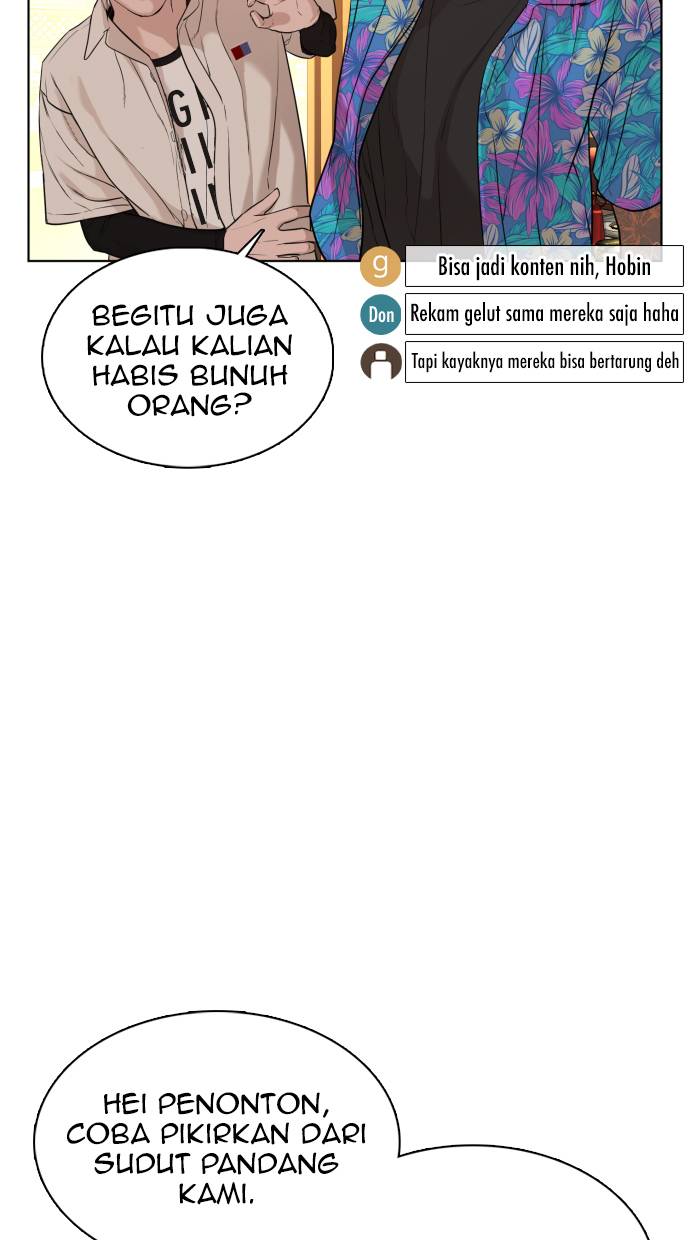 BEGITU JUGA
KALAU KALIAN
HABIS BUNUH
ORANG?
g
Bisa jadi konten nih, Hobin
Don
Rekam gelut sama mereka saja haha
Tapi kayaknya mereka bisa bertarung deh
HEI PENONTON,
COBA PIKIRKAN DARI
SUDUT PANDANG
KAMI.